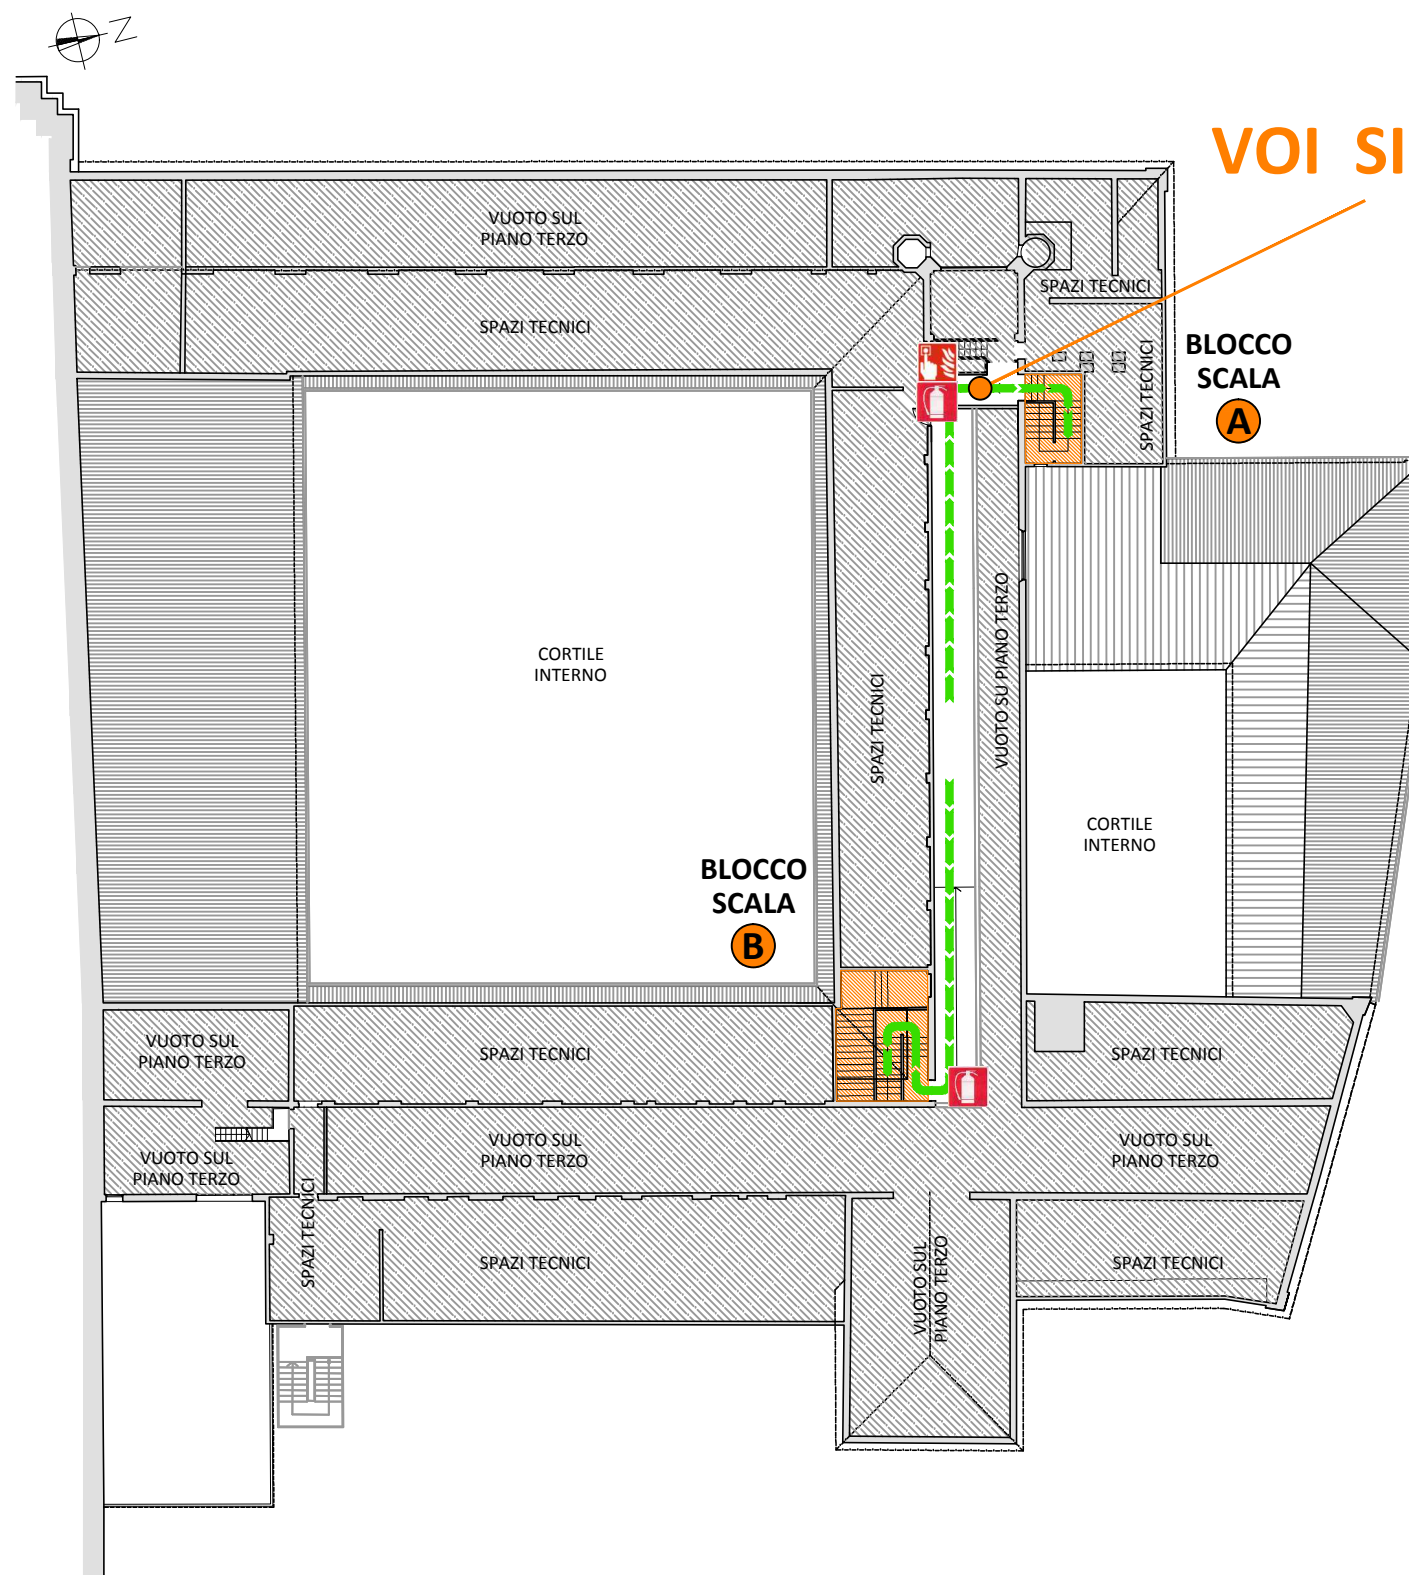 Z
VOI SI
VUOTO SUL
PIANO TERZO
SPAZI TECNICI
SPAZI TECNICI
SPAZI TECNICI
BLOCCO
SCALA
A
CORTILE
INTERNO
SPAZI TECNICI
VUOTO SU PIANO TERZO
CORTILE
INTERNO
BLOCCO
SCALA
B
VUOTO SUL
PIANO TERZO
SPAZI TECNICI
SPAZI TECNICI
VUOTO SUL
PIANO TERZO
VUOTO SUL
PIANO TERZO
VUOTO SUL
PIANO TERZO
SPAZI TECNICI
SPAZI TECNICI
VUOTO SUL
PIANO TERZO
SPAZI TECNICI